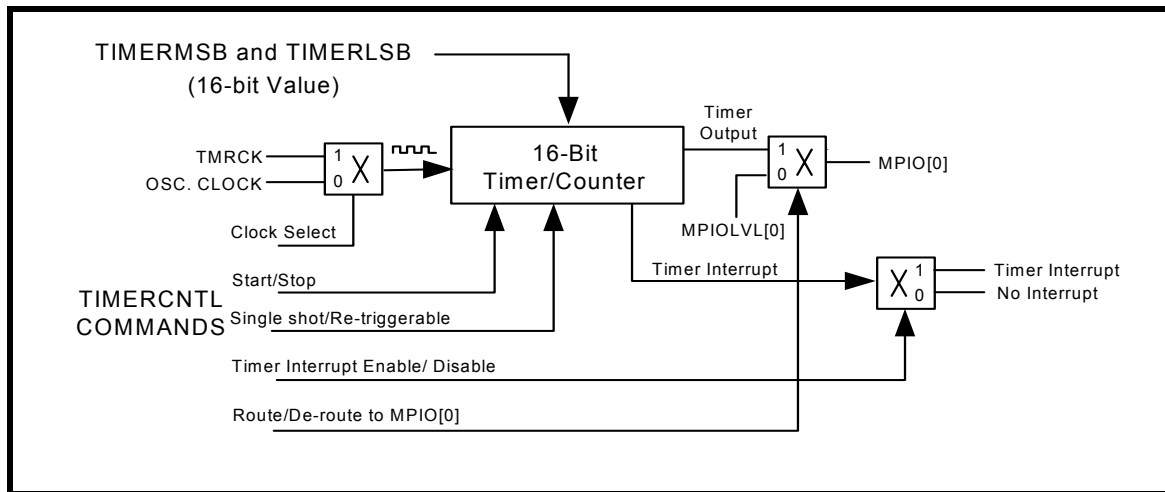 TIMERMSB and TIMERLSB
(16-bit Value)
Timer
Output
TMRCK
OSC. CLOCK
1
0
X
16-Bit
Timer/Counter
1
0
X
MPIO[0]
Clock Select
MPIOLVL[0]
Timer Interrupt
X
1
0
Timer Interrupt
No Interrupt
Start/Stop
TIMERCNTL
COMMANDS
Single shot/Re-triggerable
Timer Interrupt Enable/ Disable
Route/De-route to MPIO[0]